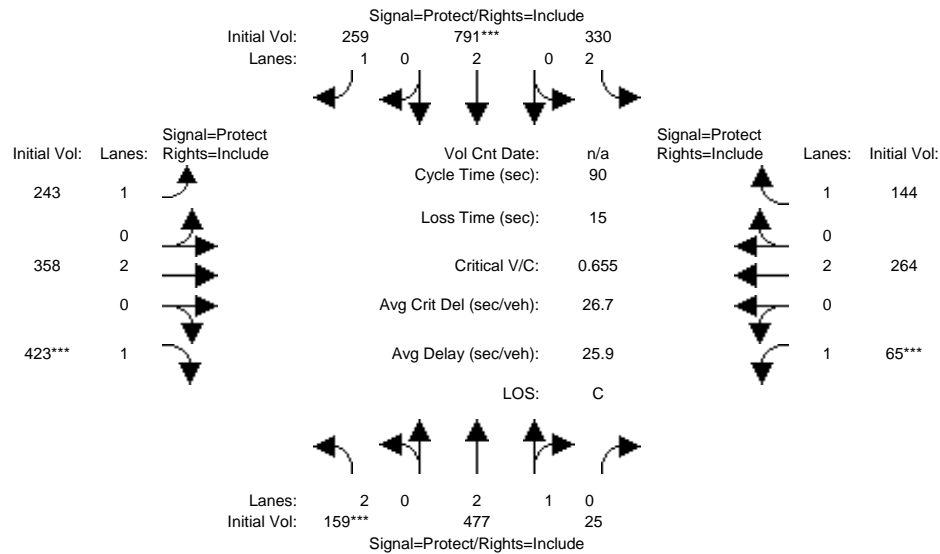 Signal=Protect/Rights=Include
Initial Vol: 259 791*** 330
Lanes: 1 0 2 0 2
Signal=Protect Signal=Protect
Initial Vol: Lanes: Rights=Include Vol Cnt Date: n/a Rights=Include Lanes: Initial Vol:
Cycle Time (sec): 90
243 1 1 144
Loss Time (sec): 15
0 0
358 2 Critical V/C: 0.655 2 264
0 Avg Crit Del (sec/veh): 26.7 0
423*** 1 Avg Delay (sec/veh): 25.9 1 65***
LOS: C
Lanes: 2 0 2 1 0
Initial Vol: 159*** 477 25
Signal=Protect/Rights=Include